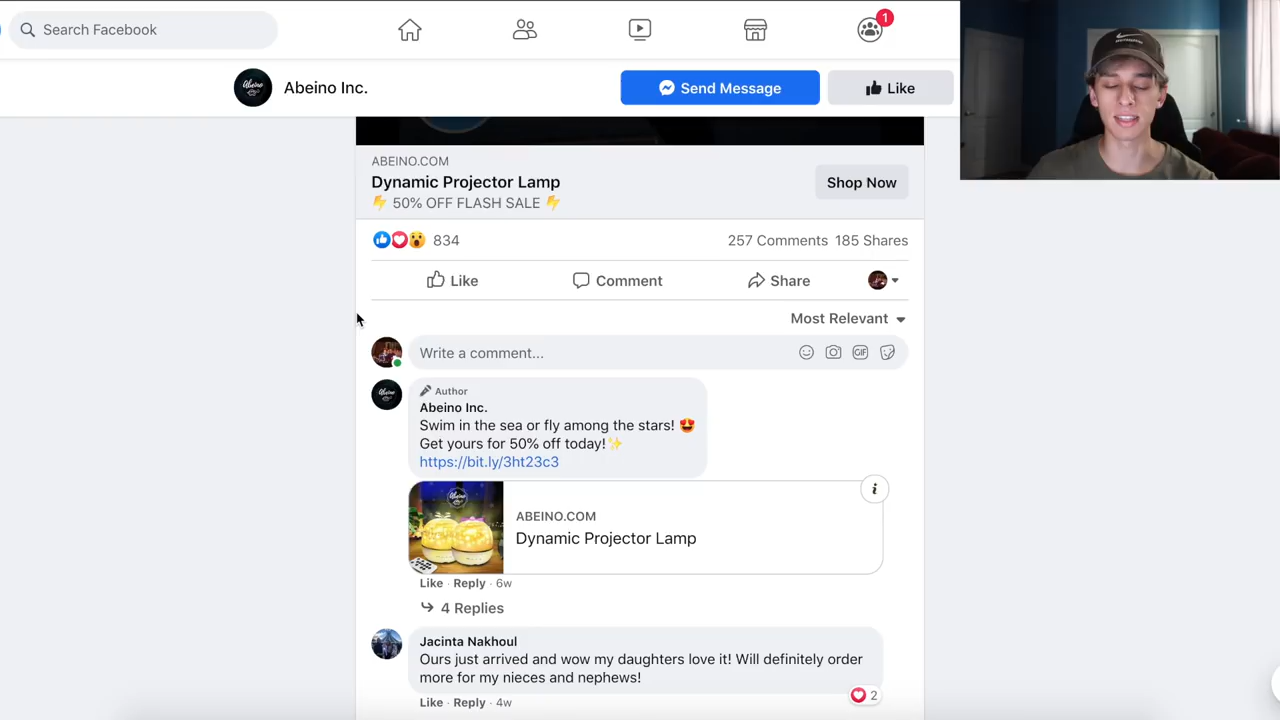 Search Facebook
1
Abeino
Abeino Inc.
Send Message
Like
ABEINO.COM
Dynamic Projector Lamp
⚡ 50% OFF FLASH SALE ⚡
Shop Now
834
257 Comments 185 Shares
Like
Comment
Share
Most Relevant
Write a comment...
GIF
Abeino
Author
Abeino Inc.
Swim in the sea or fly among the stars! 😍
Get yours for 50% off today!✨
https://bit.ly/3ht23c3
Abeino
ABEINO.COM
Dynamic Projector Lamp
Like · Reply · 6w
4 Replies
Jacinta Nakhoul
Ours just arrived and wow my daughters love it! Will definitely order
more for my nieces and nephews!
2
Like · Reply · 4w